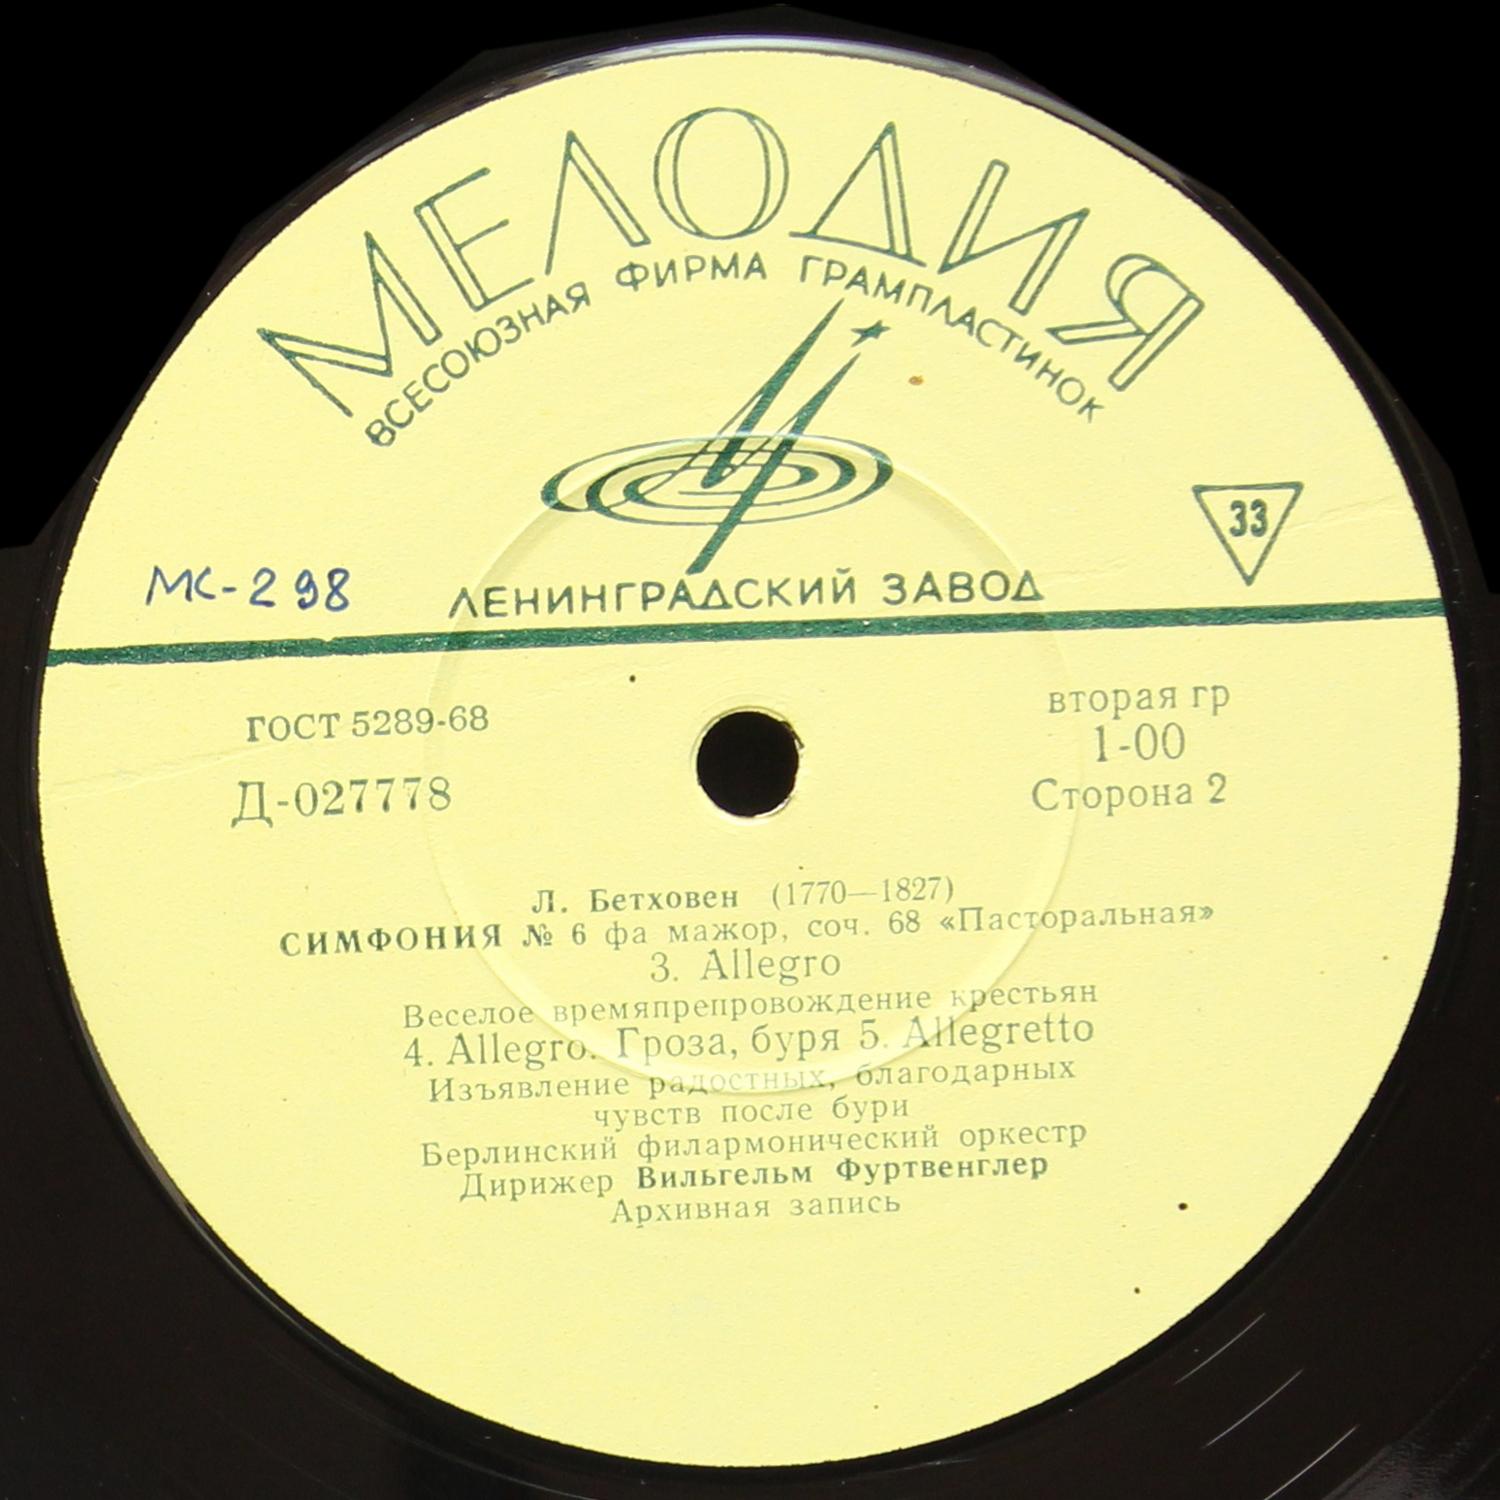 МЕЛОДИЯ
ВСЕСОЮЗНАЯ ФИРМА ГРАМПЛАСТИНОК
33
МС-298
ЛЕНИНГРАДСКИЙ ЗАВОД
ГОСТ 5289-68
Д-027778
вторая гр
1-00
Сторона 2
Л. Бетховен (1770—1827)
СИМФОНИЯ № 6 фа мажор, соч. 68 «Пасторальная»
3. Allegro
Веселое времяпрепровождение крестьян
4. Allegro. Гроза, буря 5. Allegretto
Изъявление радостных, благодарных
чувств после бури
Берлинский филармонический оркестр
Дирижер Вильгельм Фуртвенглер
Архивная запись